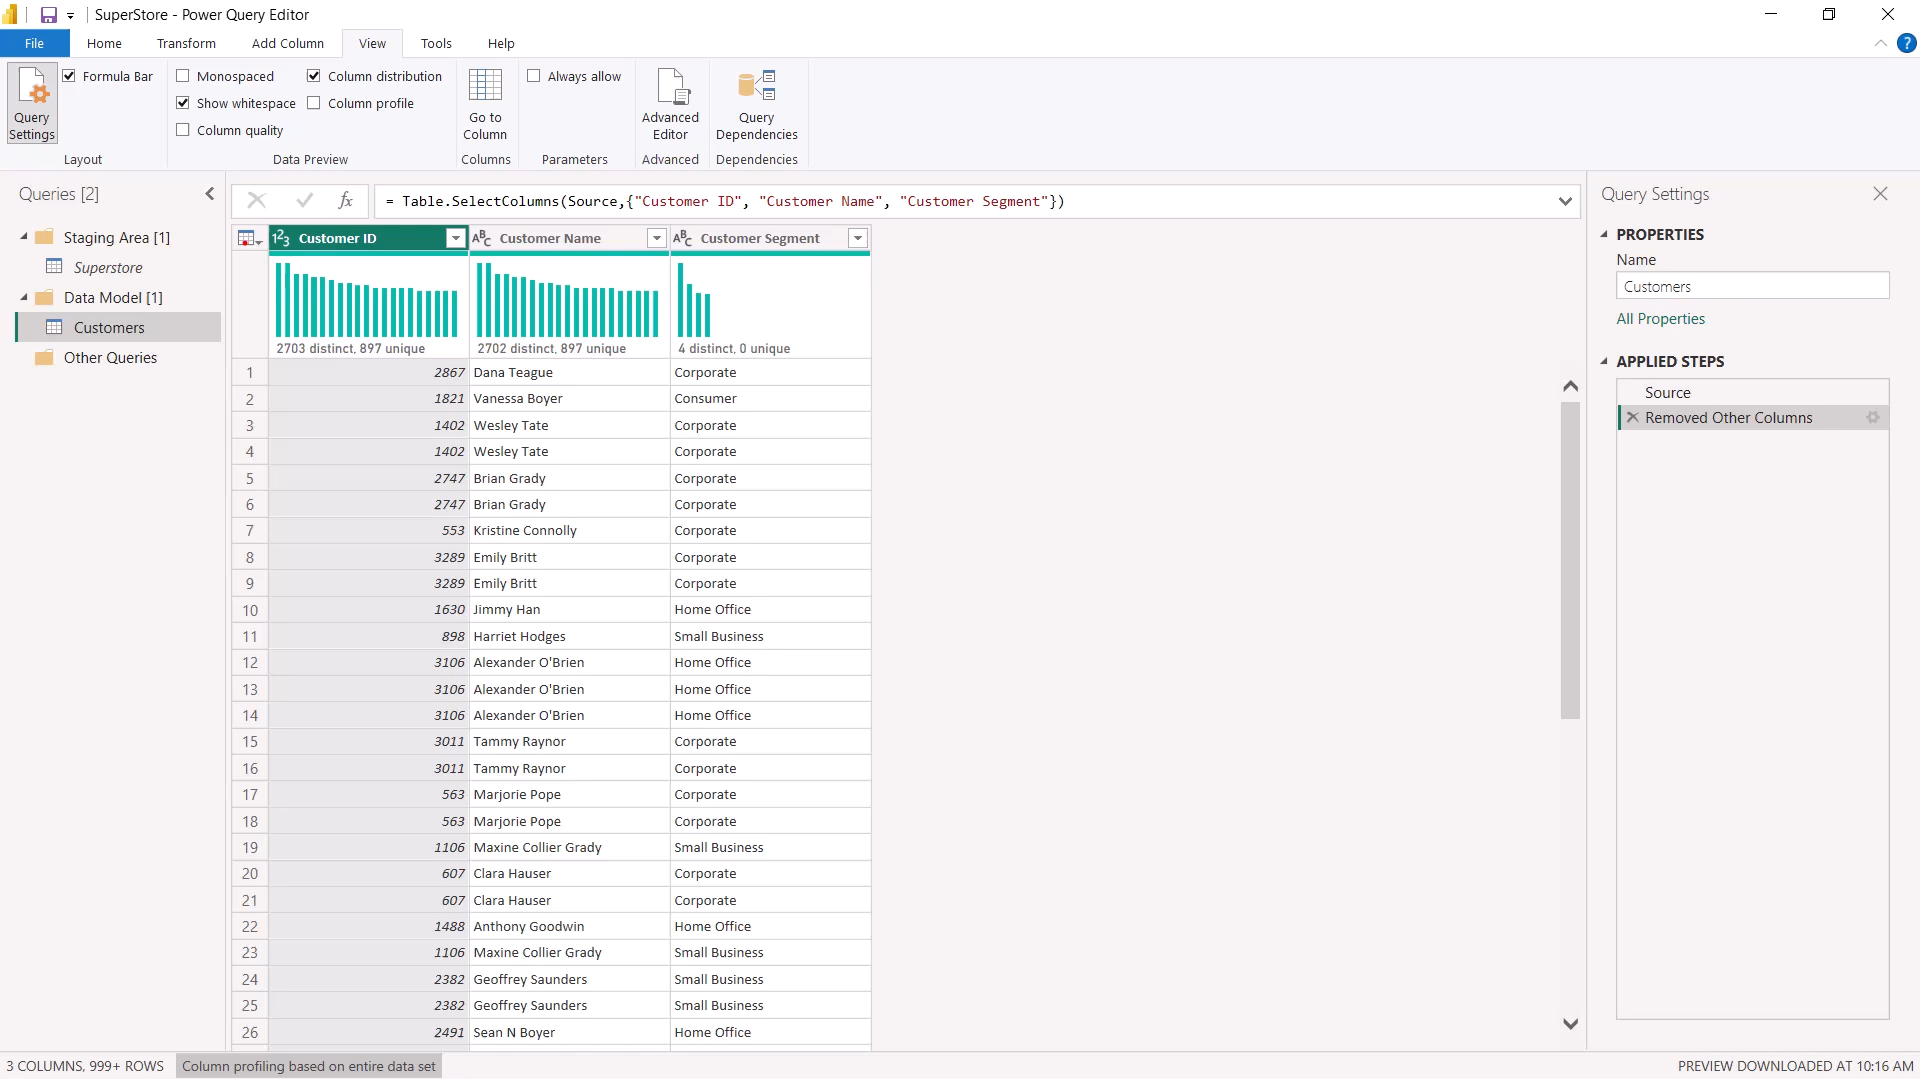 SuperStore - Power Query Editor
File Home Transform Add Column View Tools Help
Query Settings
Formula Bar
Layout
Monospaced
Show whitespace
Column quality
Column distribution
Column profile
Data Preview
Go to Column
Columns
Always allow
Parameters
Advanced Editor
Advanced
Query Dependencies
Dependencies
Queries [2]
Staging Area [1]
Superstore
Data Model [1]
Customers
Other Queries
fx = Table.SelectColumns(Source,{"Customer ID", "Customer Name", "Customer Segment"})
123 Customer ID ABC Customer Name ABC Customer Segment
2703 distinct, 897 unique 2702 distinct, 897 unique 4 distinct, 0 unique
1 2867 Dana Teague Corporate
2 1821 Vanessa Boyer Consumer
3 1402 Wesley Tate Corporate
4 1402 Wesley Tate Corporate
5 2747 Brian Grady Corporate
6 2747 Brian Grady Corporate
7 553 Kristine Connolly Corporate
8 3289 Emily Britt Corporate
9 3289 Emily Britt Corporate
10 1630 Jimmy Han Home Office
11 898 Harriet Hodges Small Business
12 3106 Alexander O'Brien Home Office
13 3106 Alexander O'Brien Home Office
14 3106 Alexander O'Brien Home Office
15 3011 Tammy Raynor Corporate
16 3011 Tammy Raynor Corporate
17 563 Marjorie Pope Corporate
18 563 Marjorie Pope Corporate
19 1106 Maxine Collier Grady Small Business
20 607 Clara Hauser Corporate
21 607 Clara Hauser Corporate
22 1488 Anthony Goodwin Home Office
23 1106 Maxine Collier Grady Small Business
24 2382 Geoffrey Saunders Small Business
25 2382 Geoffrey Saunders Small Business
26 2491 Sean N Boyer Home Office
Query Settings
PROPERTIES
Name
Customers
All Properties
APPLIED STEPS
Source
Removed Other Columns
3 COLUMNS, 999+ ROWS Column profiling based on entire data set PREVIEW DOWNLOADED AT 10:16 AM